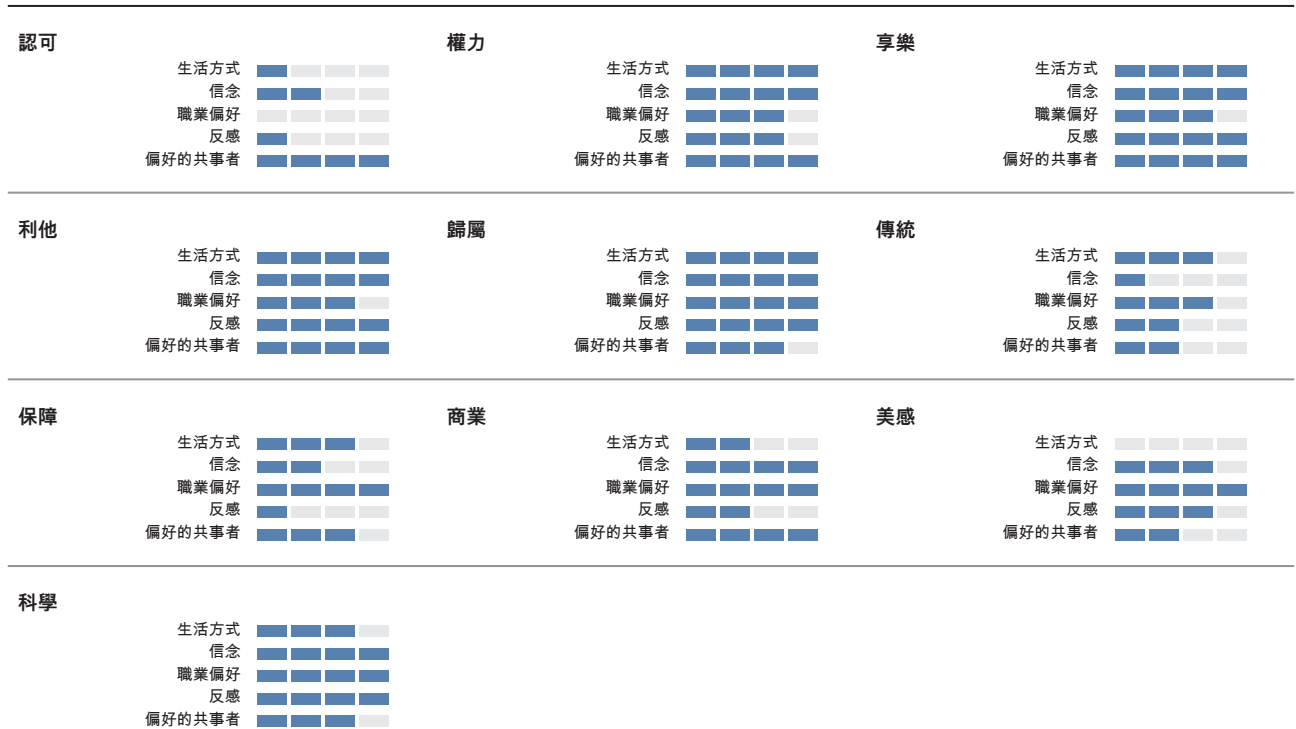 認可
生活方式
信念
職業偏好
反感
偏好的共事者
權力
生活方式
信念
職業偏好
反感
偏好的共事者
享樂
生活方式
信念
職業偏好
反感
偏好的共事者
利他
生活方式
信念
職業偏好
反感
偏好的共事者
歸屬
生活方式
信念
職業偏好
反感
偏好的共事者
傳統
生活方式
信念
職業偏好
反感
偏好的共事者
保障
生活方式
信念
職業偏好
反感
偏好的共事者
商業
生活方式
信念
職業偏好
反感
偏好的共事者
美感
生活方式
信念
職業偏好
反感
偏好的共事者
科學
生活方式
信念
職業偏好
反感
偏好的共事者